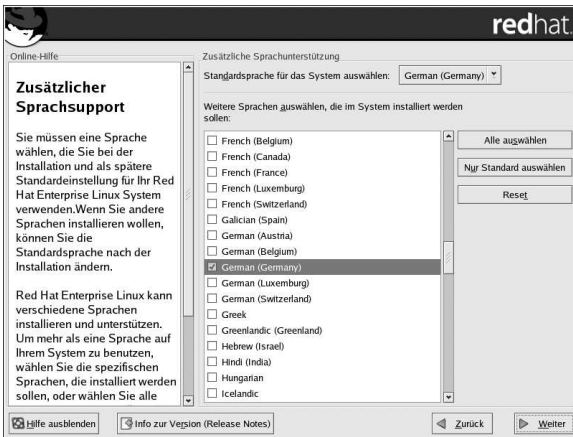 redhat.
Online-Hilfe
Zusätzlicher
Sprachsupport
Sie müssen eine Sprache
wählen, die Sie bei der
Installation und als spätere
Standardeinstellung für Ihr Red
Hat Enterprise Linux System
verwenden.Wenn Sie andere
Sprachen installieren wollen,
können Sie die
Standardsprache nach der
Installation ändern.
Red Hat Enterprise Linux kann
verschiedene Sprachen
installieren und unterstützen.
Um mehr als eine Sprache auf
Ihrem System zu benutzen,
wählen Sie die spezifischen
Sprachen, die installiert werden
sollen, oder wählen Sie alle
Zusätzliche Sprachunterstützung
Standardsprache für das System auswählen: German (Germany)
Weitere Sprachen auswählen, die im System installiert werden
sollen:
French (Belgium)
French (Canada)
French (France)
French (Luxemburg)
French (Switzerland)
Galician (Spain)
German (Austria)
German (Belgium)
German (Germany)
German (Luxemburg)
German (Switzerland)
Greek
Greenlandic (Greenland)
Hebrew (Israel)
Hindi (India)
Hungarian
Icelandic
Alle auswählen
Nur Standard auswählen
Reset
Hilfe ausblenden
Info zur Version (Release Notes)
Zurück
Weiter